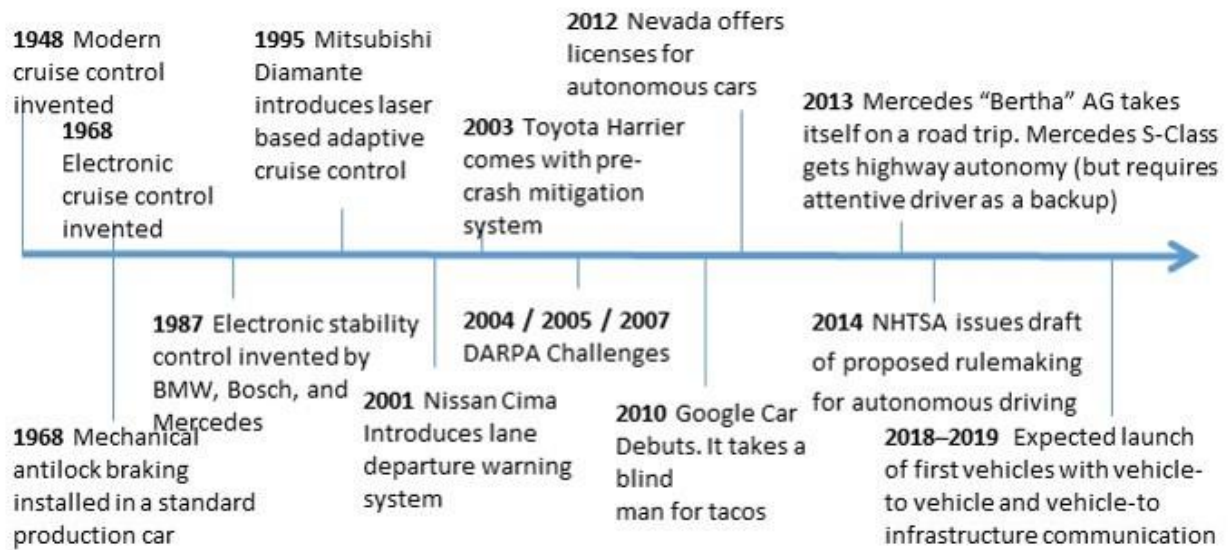 1948 Modern
cruise control
invented
1968
Electronic
cruise control
invented
1995 Mitsubishi
Diamante
introduces laser
based adaptive
cruise control
2003 Toyota Harrier
comes with pre-
crash mitigation
system
2012 Nevada offers
licenses for
autonomous cars
2013 Mercedes “Bertha” AG takes
itself on a road trip. Mercedes S-Class
gets highway autonomy (but requires
attentive driver as a backup)
1968 Mechanical
antilock braking
installed in a standard
production car
1987 Electronic stability
control invented by
BMW, Bosch, and
Mercedes
2001 Nissan Cima
Introduces lane
departure warning
system
2004 / 2005 / 2007
DARPA Challenges
2010 Google Car
Debuts. It takes a
blind
man for tacos
2014 NHTSA issues draft
of proposed rulemaking
for autonomous driving
2018–2019 Expected launch
of first vehicles with vehicle-
to vehicle and vehicle-to
infrastructure communication